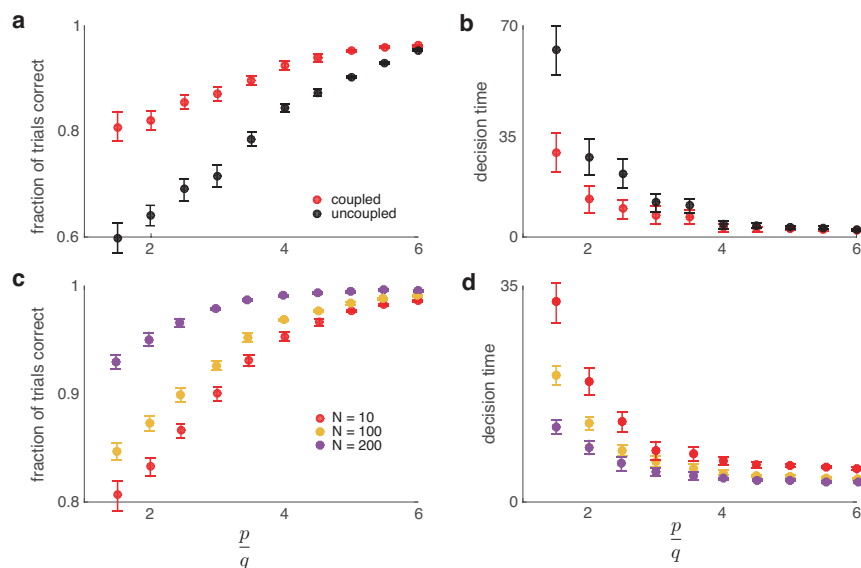 a
fraction of trials correct
1
0.8
0.6
2
4
6
coupled
uncoupled
b
decision time
70
35
0
2
4
6
c
fraction of trials correct
1
0.9
0.8
2
4
6
N = 10
N = 100
N = 200
p
q
d
decision time
35
0
2
4
6
p
q